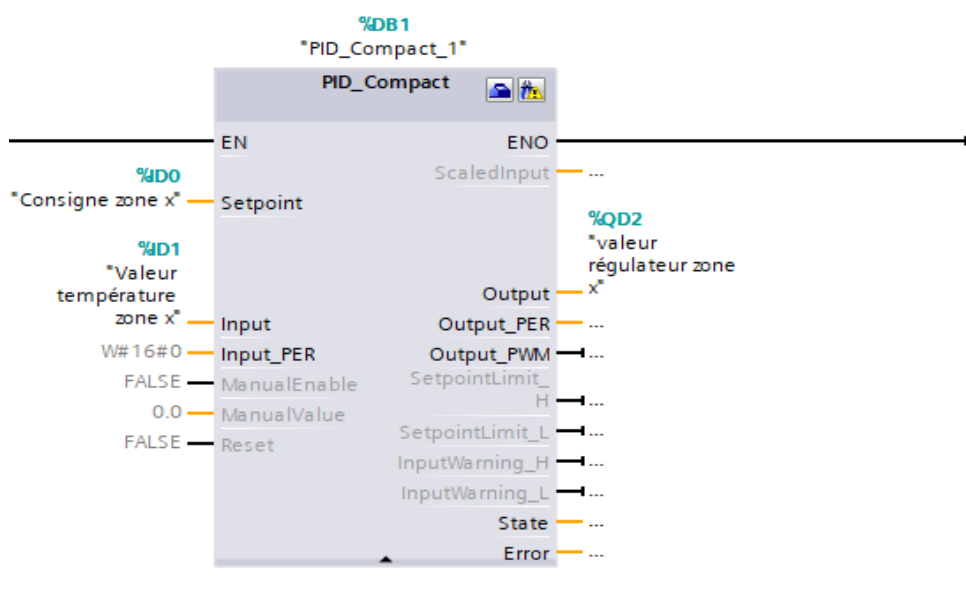 %DB1
"PID_Compact_1"
PID_Compact
EN
ENO
%ID0
"Consigne zone x"
Setpoint
ScaledInput
...
%ID1
"Valeur
température
zone x"
Input
%QD2
"valeur
régulateur zone
x"
Output
Output_PER
...
W#16#0
Input_PER
Output_PWM
...
FALSE
ManualEnable
SetpointLimit_
H
...
0.0
ManualValue
SetpointLimit_L
...
FALSE
Reset
InputWarning_H
...
InputWarning_L
...
State
...
Error
...